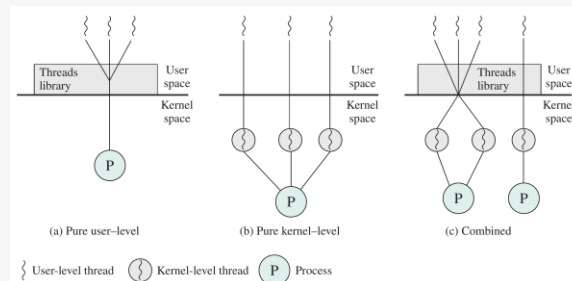 Threads
library
User
space
Kernel
space
P
(a) Pure user–level
User
space
Kernel
space
P
(b) Pure kernel–level
Threads
library
User
space
Kernel
space
P
P
(c) Combined
User-level thread
Kernel-level thread
P
Process